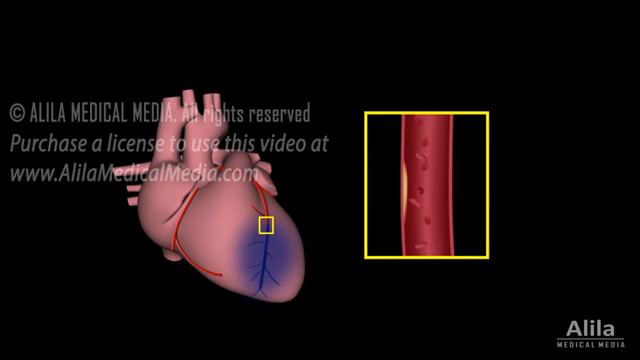 © ALILA MEDICAL MEDIA. All rights reserved
Purchase a license to use this video at
www.AlilaMedicalMedia.com
Alila
MEDICAL MEDIA